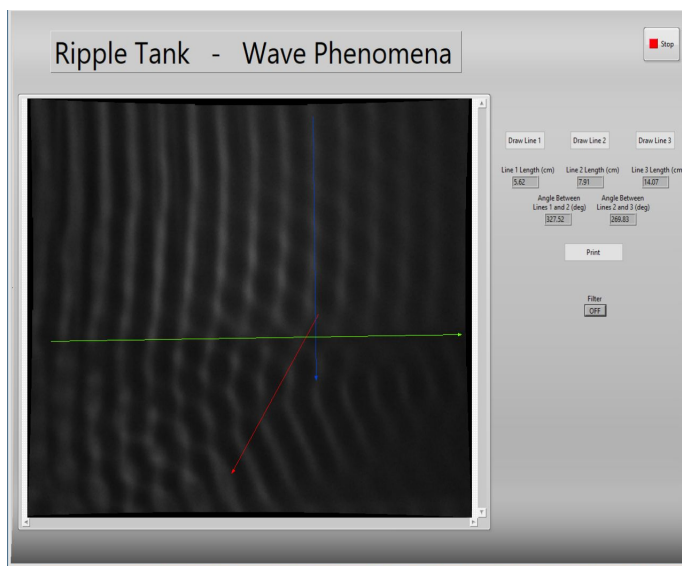 Ripple Tank - Wave Phenomena
Stop
Draw Line 1 Draw Line 2 Draw Line 3
Line 1 Length (cm) Line 2 Length (cm) Line 3 Length (cm)
5.62 7.91 14.07
Angle Between Angle Between
Lines 1 and 2 (deg) Lines 2 and 3 (deg)
327.52 269.83
Print
Filter
OFF